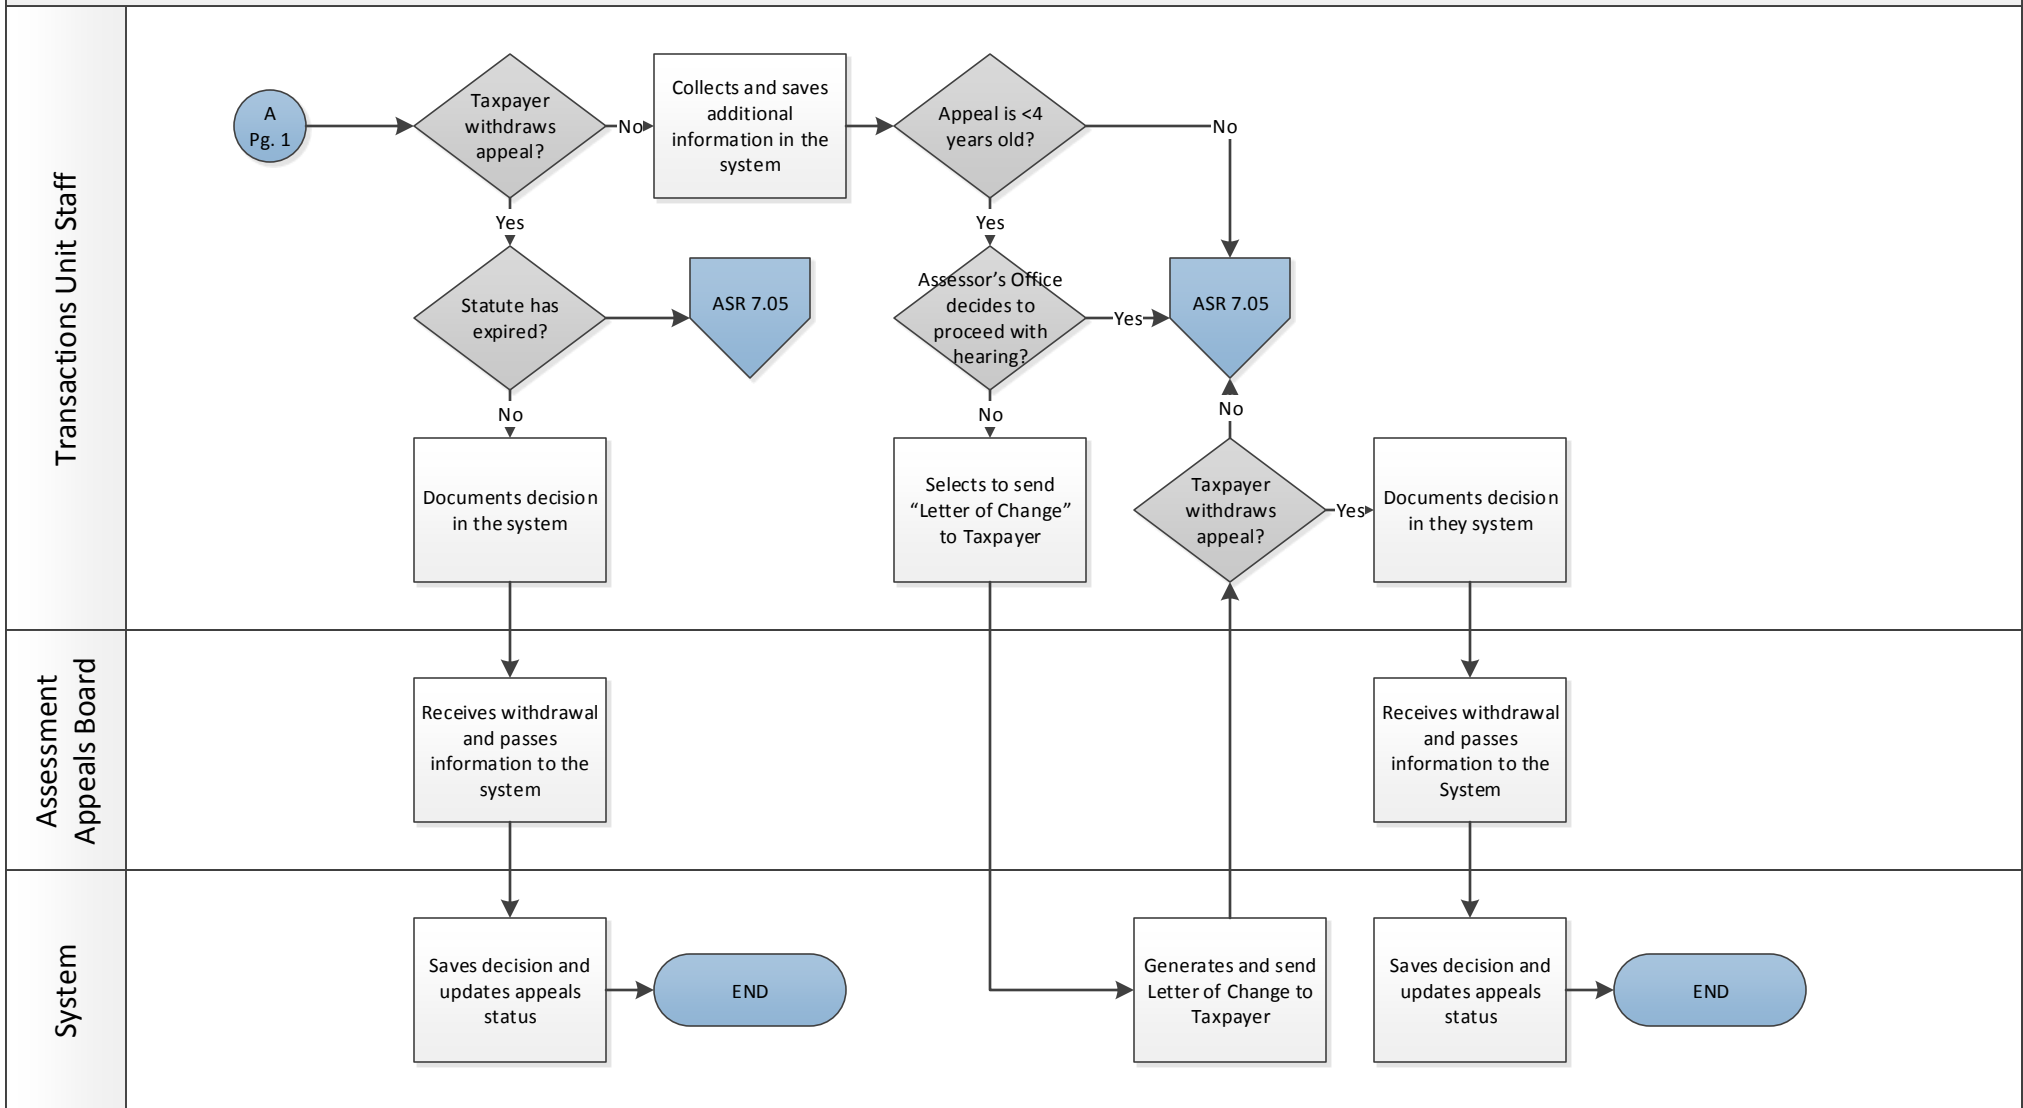 Transactions Unit Staff
A
Pg. 1
Taxpayer
withdraws
appeal?
No
Collects and saves
additional
information in the
system
Appeal is <4
years old?
No
Yes
Yes
Statute has
expired?
ASR 7.05
Assessor's Office
decides to
proceed with
hearing?
Yes
ASR 7.05
No
No
No
Documents decision
in the system
Selects to send
“Letter of Change”
to Taxpayer
Taxpayer
withdraws
appeal?
Yes
Documents decision
in they system
Assessment
Appeals Board
Receives withdrawal
and passes
information to the
system
Receives withdrawal
and passes
information to the
System
System
Saves decision and
updates appeals
status
END
Generates and send
Letter of Change to
Taxpayer
Saves decision and
updates appeals
status
END